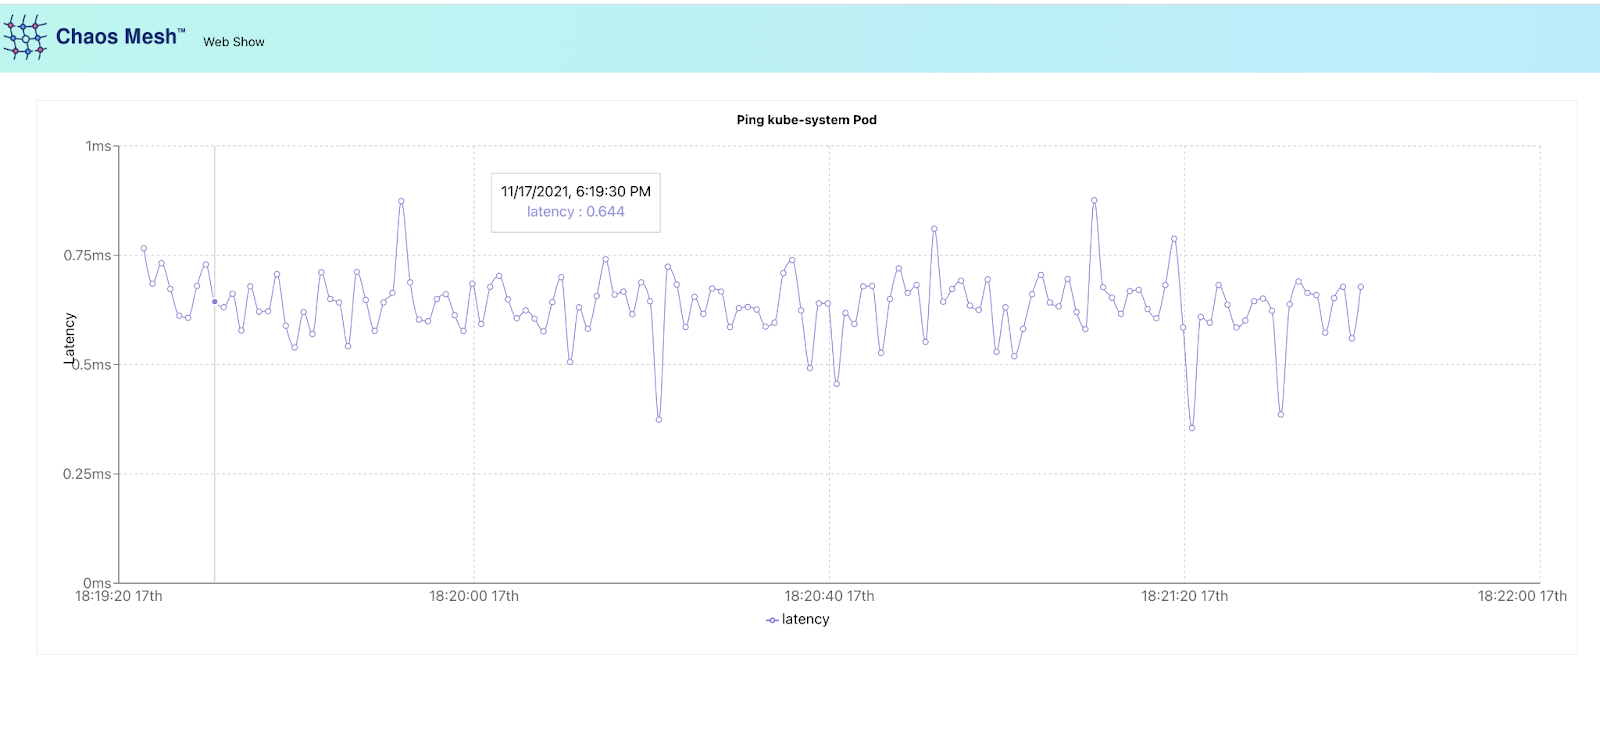 Chaos Mesh™ Web Show
Ping kube-system Pod
1ms
0.75ms
0.5ms
0.25ms
0ms
Latency
11/17/2021, 6:19:30 PM
latency : 0.644
18:19:20 17th 18:20:00 17th 18:20:40 17th 18:21:20 17th 18:22:00 17th
latency